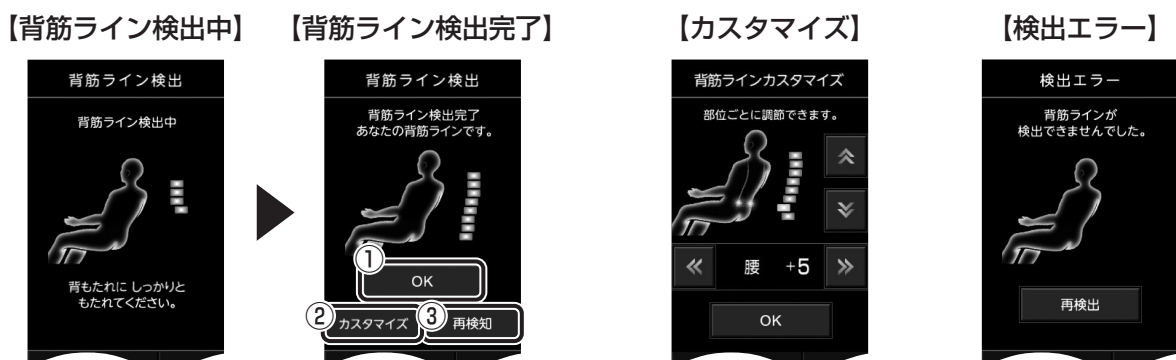 【背筋ライン検出中】
背筋ライン検出
背筋ライン検出中
背もたれに しっかりと
もたれてください。
【背筋ライン検出完了】
背筋ライン検出
背筋ライン検出完了
あなたの背筋ラインです。
①
OK
②
カスタマイズ
③
再検知
【カスタマイズ】
背筋ラインカスタマイズ
部位ごとに調節できます。
腰 +5
OK
【検出エラー】
検出エラー
背筋ラインが
検出できませんでした。
再検出